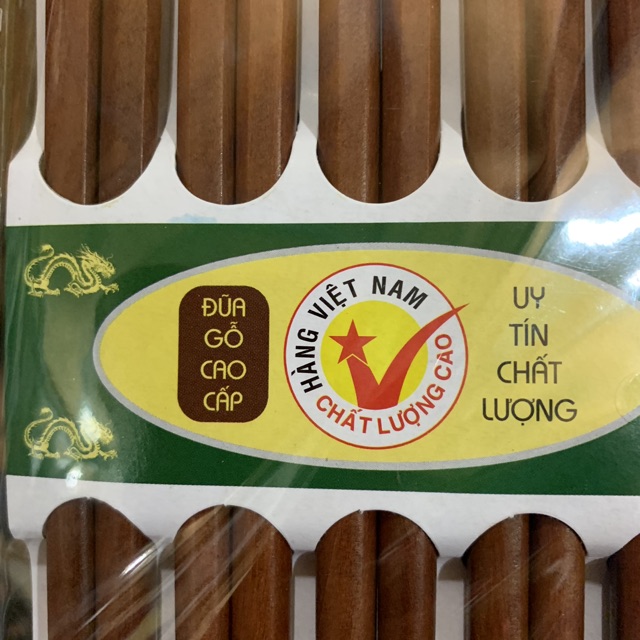 ĐŨA
GỖ
CAO
CẤP
HÀNG VIỆT NAM
CHẤT LƯỢNG CAO
UY
TÍN
CHẤT
LƯỢNG